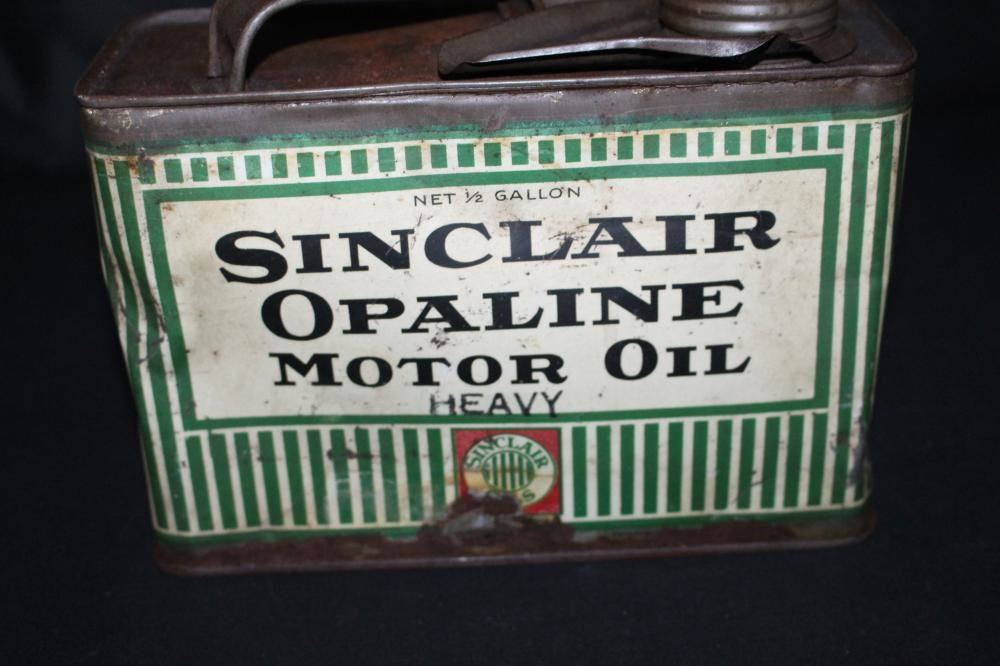 NET ½ GALLON
SINCLAIR
OPALINE
MOTOR OIL
HEAVY
SINCLAIR